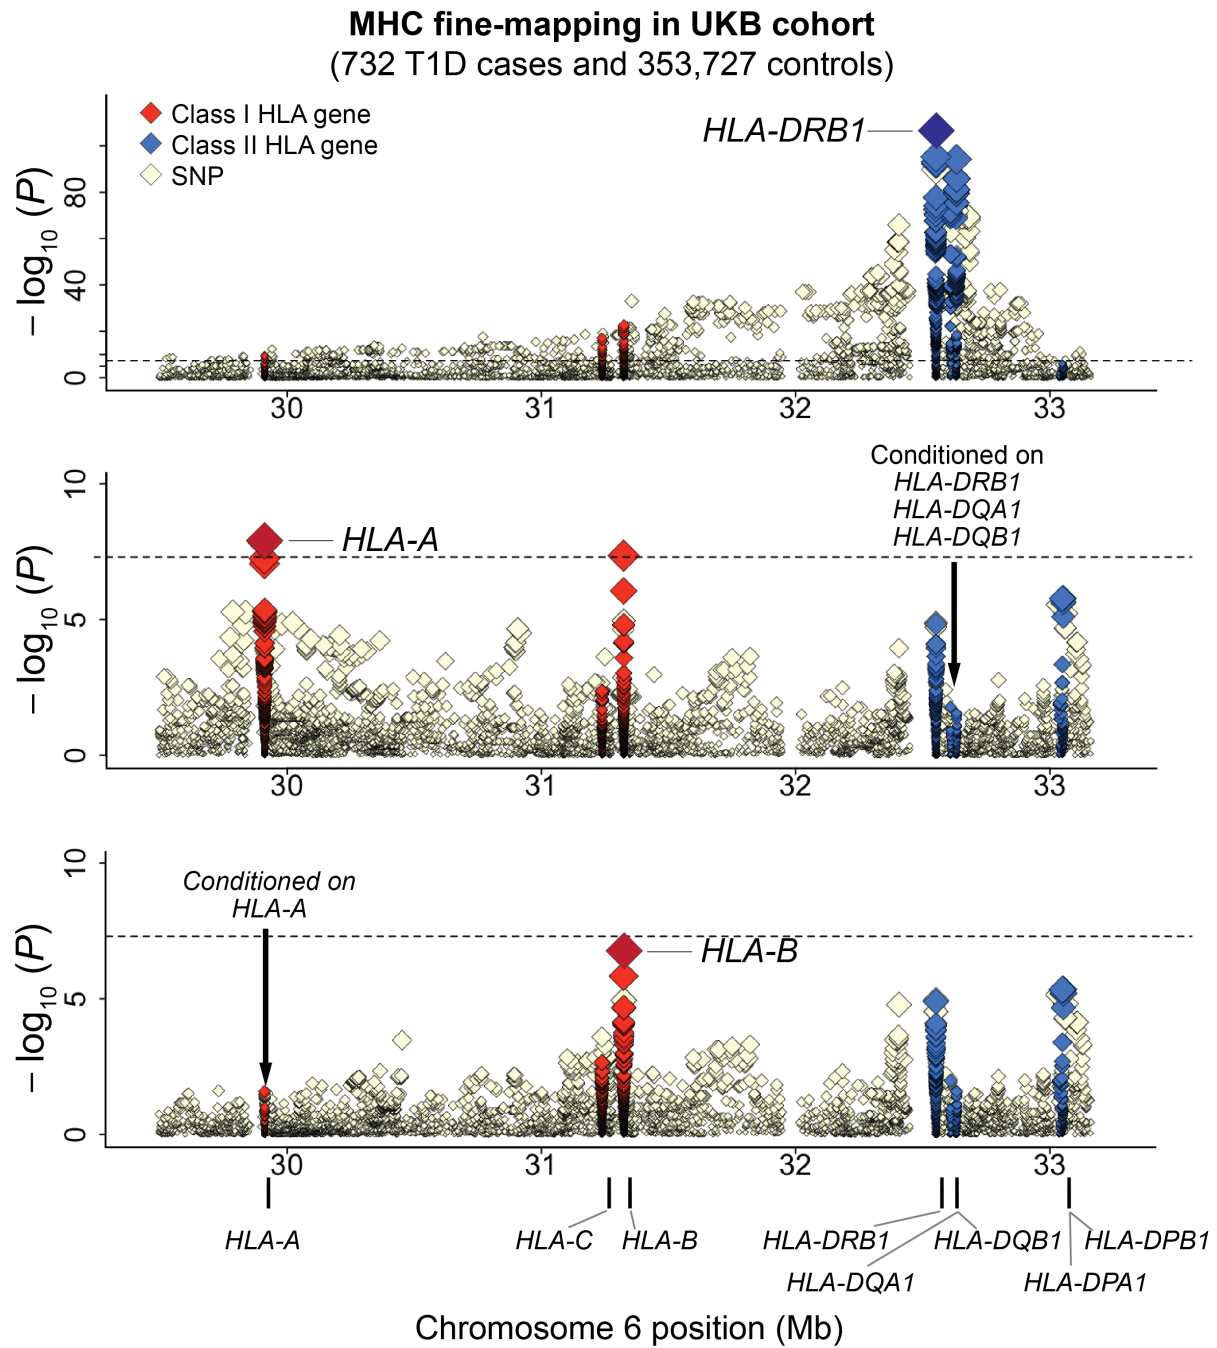 MHC fine-mapping in UKB cohort
(732 T1D cases and 353,727 controls)
Class I HLA gene
Class II HLA gene
SNP
HLA-DRB1
– log10 (P)
80
40
0
30 31 32 33
Conditioned on
HLA-DRB1
HLA-DQA1
HLA-DQB1
HLA-A
– log10 (P)
10
5
0
30 31 32 33
Conditioned on
HLA-A
HLA-B
– log10 (P)
10
5
0
30 31 32 33
HLA-A HLA-C HLA-B HLA-DRB1 HLA-DQB1 HLA-DPB1
HLA-DQA1 HLA-DPA1
Chromosome 6 position (Mb)